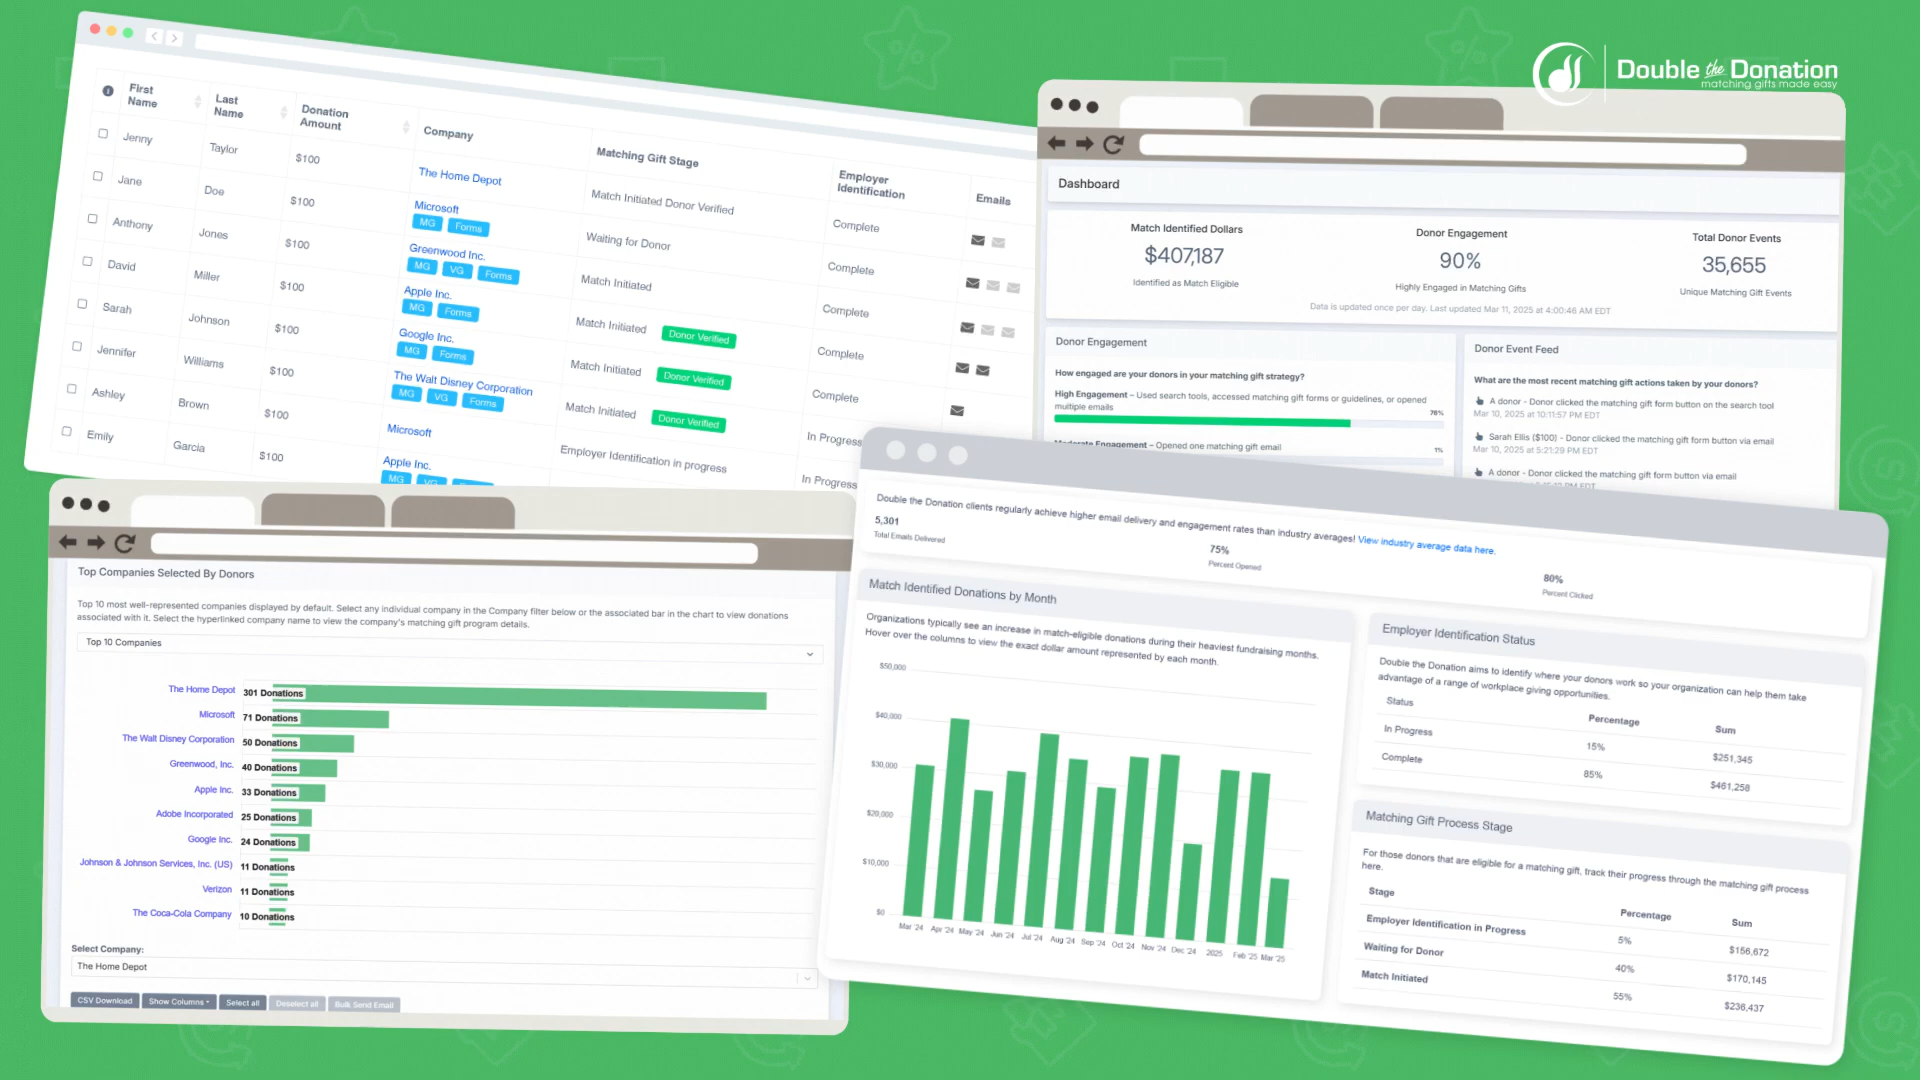 Double the Donation
matching gifts made easy
First Name
Last Name
Donation Amount
Company
Matching Gift Stage
Employer Identification
Emails
Jenny
Taylor
$100
The Home Depot
Match Initiated Donor Verified
Complete
Jane
Doe
$100
Microsoft
MG
Forms
Waiting for Donor
Complete
Anthony
Jones
$100
Greenwood Inc.
MG
VG
Forms
Match Initiated
Complete
David
Miller
$100
Apple Inc.
MG
Forms
Match Initiated
Donor Verified
Complete
Sarah
Johnson
$100
Google Inc.
MG
Forms
Match Initiated
Donor Verified
Complete
Jennifer
Williams
$100
The Walt Disney Corporation
MG
VG
Forms
Match Initiated
Donor Verified
In Progress
Ashley
Brown
$100
Microsoft
Employer Identification in progress
In Progress
Emily
Garcia
$100
Apple Inc.
MG
VG
Dashboard
Match Identified Dollars
$407,187
Identified as Match Eligible
Donor Engagement
90%
Highly Engaged in Matching Gifts
Total Donor Events
35,655
Unique Matching Gift Events
Data is updated once per day. Last updated Mar 11, 2025 at 4:00:46 AM EDT
Donor Engagement
How engaged are your donors in your matching gift strategy?
High Engagement – Used search tools, accessed matching gift forms or guidelines, or opened
multiple emails
76%
Moderate Engagement – Opened one matching gift email
1%
Donor Event Feed
What are the most recent matching gift actions taken by your donors?
A donor - Donor clicked the matching gift form button on the search tool
Mar 10, 2025 at 10:11:57 PM EDT
Sarah Ellis ($100) - Donor clicked the matching gift form button via email
Mar 10, 2025 at 5:21:29 PM EDT
A donor - Donor clicked the matching gift form button via email
Top Companies Selected By Donors
Top 10 most well-represented companies displayed by default. Select any individual company in the Company filter below or the associated bar in the chart to view donations
associated with it. Select the hyperlinked company name to view the company's matching gift program details.
Top 10 Companies
The Home Depot
301 Donations
Microsoft
71 Donations
The Walt Disney Corporation
50 Donations
Greenwood, Inc.
40 Donations
Apple Inc.
33 Donations
Adobe Incorporated
25 Donations
Google Inc.
24 Donations
Johnson & Johnson Services, Inc. (US)
11 Donations
Verizon
11 Donations
The Coca-Cola Company
10 Donations
Select Company:
The Home Depot
CSV Download
Show Columns
Select all
Deselect all
Bulk Send Email
Double the Donation clients regularly achieve higher email delivery and engagement rates than industry averages! View industry average data here.
5,301
Total Emails Delivered
75%
Percent Opened
80%
Percent Clicked
Match Identified Donations by Month
Organizations typically see an increase in match-eligible donations during their heaviest fundraising months.
Hover over the columns to view the exact dollar amount represented by each month.
$50,000
$40,000
$30,000
$20,000
$10,000
$0
Mar '24
Apr '24
May '24
Jun '24
Jul '24
Aug '24
Sep '24
Oct '24
Nov '24
Dec '24
2025
Feb '25
Mar '25
Employer Identification Status
Double the Donation aims to identify where your donors work so your organization can help them take
advantage of a range of workplace giving opportunities.
Status
Percentage
Sum
In Progress
15%
$251,345
Complete
85%
$461,258
Matching Gift Process Stage
For those donors that are eligible for a matching gift, track their progress through the matching gift process
here.
Stage
Percentage
Sum
Employer Identification in Progress
5%
$156,672
Waiting for Donor
40%
$170,145
Match Initiated
55%
$236,437